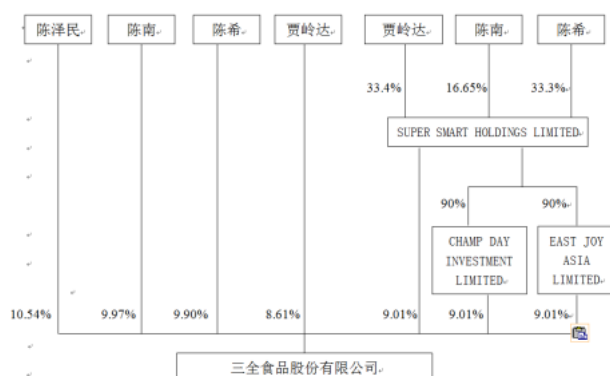 陈泽民 陈南 陈希 贾岭达 贾岭达 陈南 陈希
33.4% 16.65% 33.3%
SUPER SMART HOLDINGS LIMITED
90% 90%
CHAMP DAY
INVESTMENT
LIMITED
EAST JOY
ASIA
LIMITED
10.54% 9.97% 9.90% 8.61% 9.01% 9.01% 9.01%
三全食品股份有限公司